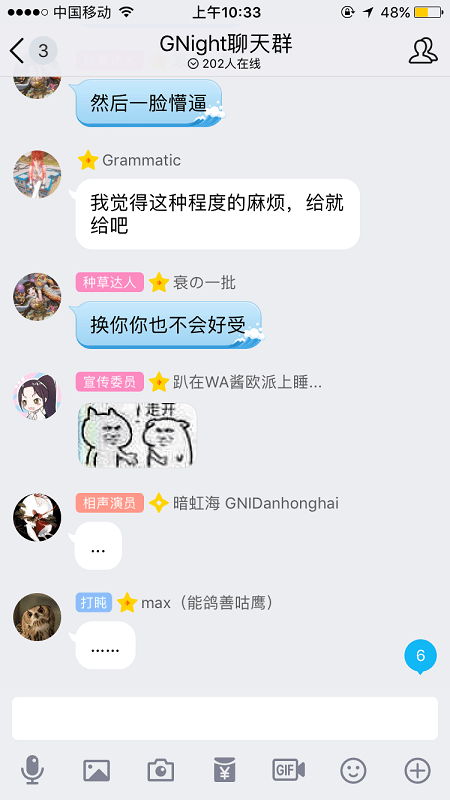 中国移动
上午10:33
48%
3
GNight聊天群
202人在线
然后一脸懵逼
Grammatic
我觉得这种程度的麻烦，给就
给吧
种草达人
衰の一批
换你你也不会好受
宣传委员
趴在WA酱欧派上睡...
走开
相声演员
暗虹海 GNIDanhonghai
...
打盹
max（能鸽善咕鹰）
......
6
¥
GIF